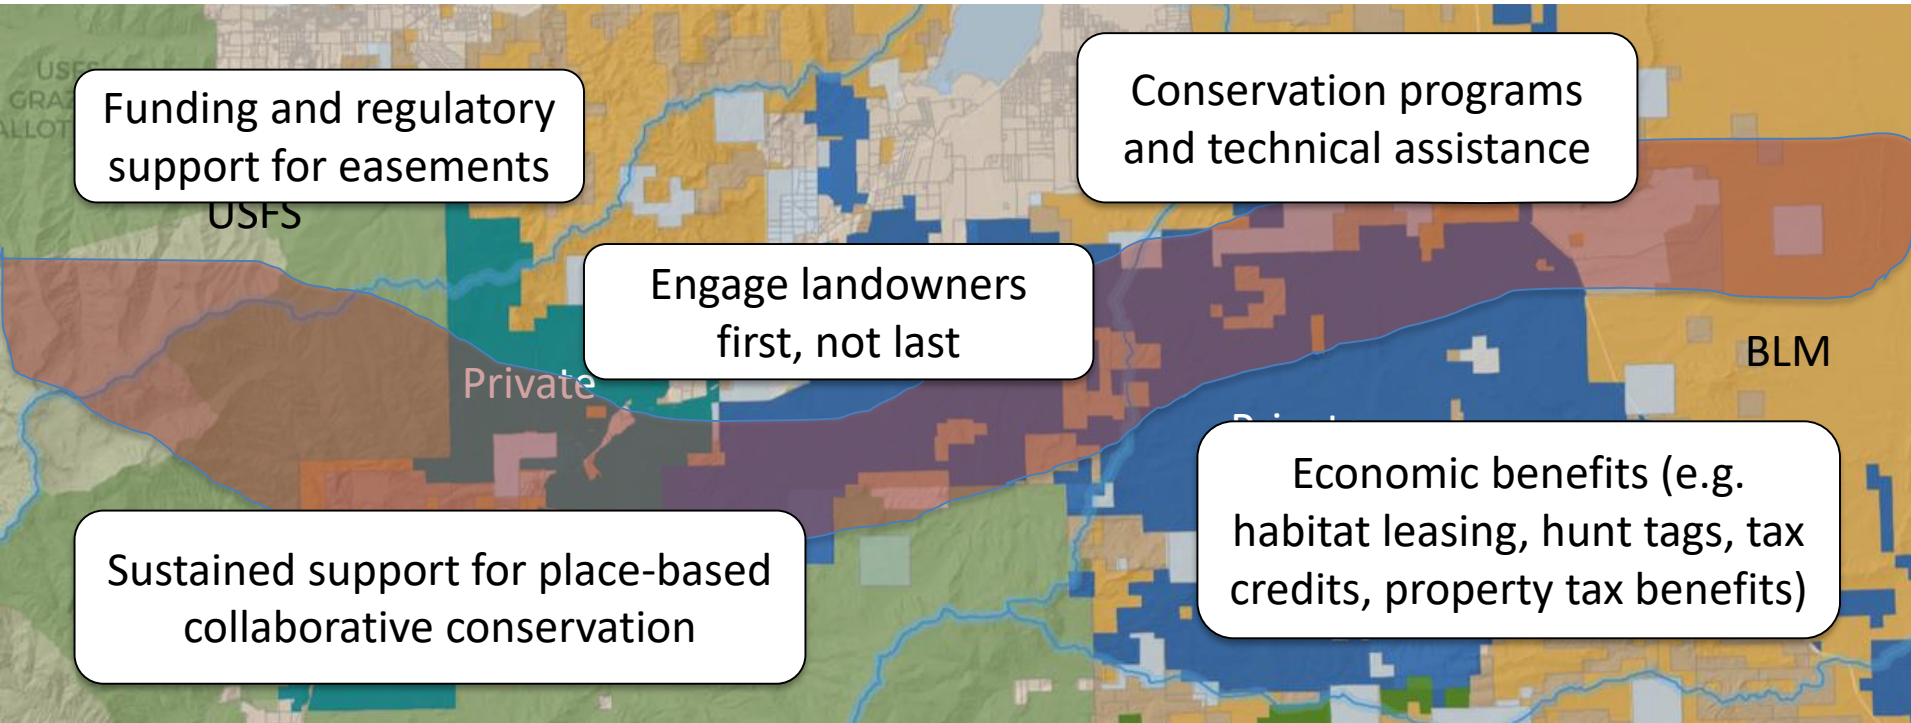 Funding and regulatory
support for easements
USFS
Conservation programs
and technical assistance
Engage landowners
first, not last
Private
BLM
Economic benefits (e.g.
habitat leasing, hunt tags, tax
credits, property tax benefits)
Sustained support for place-based
collaborative conservation